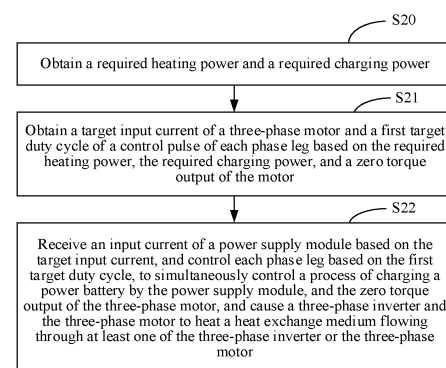 S20
Obtain a required heating power and a required charging power
S21
Obtain a target input current of a three-phase motor and a first target
duty cycle of a control pulse of each phase leg based on the required
heating power, the required charging power, and a zero torque
output of the motor
S22
Receive an input current of a power supply module based on the
target input current, and control each phase leg based on the first
target duty cycle, to simultaneously control a process of charging a
power battery by the power supply module, and the zero torque
output of the three-phase motor, and cause a three-phase inverter and
the three-phase motor to heat a heat exchange medium flowing
through at least one of the three-phase inverter or the three-phase
motor